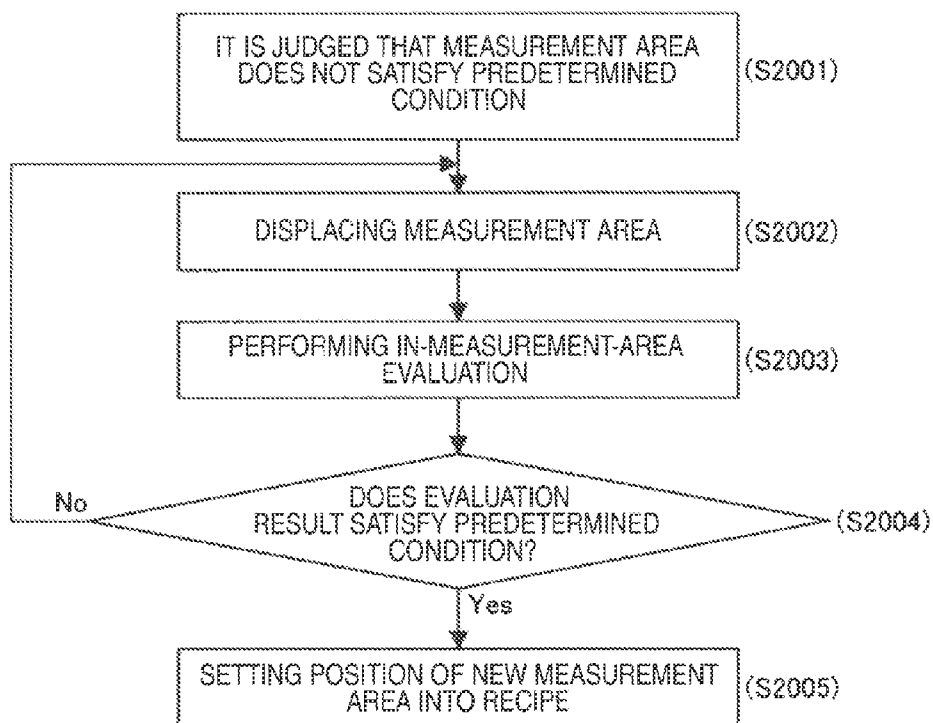 IT IS JUDGED THAT MEASUREMENT AREA
DOES NOT SATISFY PREDETERMINED
CONDITION
(S2001)
DISPLACING MEASUREMENT AREA
(S2002)
PERFORMING IN-MEASUREMENT-AREA
EVALUATION
(S2003)
No
DOES EVALUATION
RESULT SATISFY PREDETERMINED
CONDITION?
(S2004)
Yes
SETTING POSITION OF NEW MEASUREMENT
AREA INTO RECIPE
(S2005)